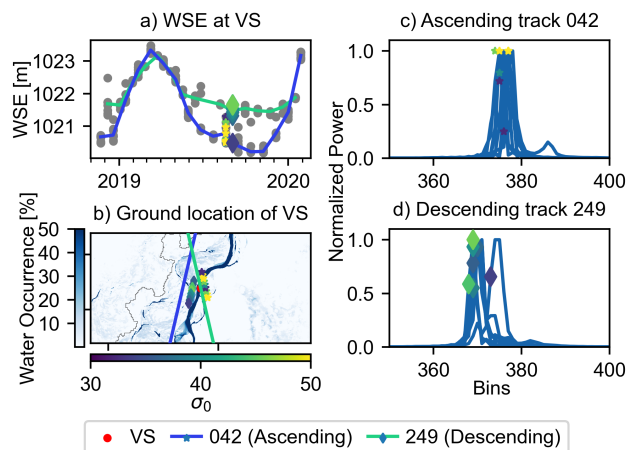 a) WSE at VS
WSE [m]
1023
1022
1021
2019
2020
c) Ascending track 042
Normalized Power
1.0
0.5
0.0
360
380
400
b) Ground location of VS
Water Occurrence [%]
50
40
30
20
10
30
40
50
σ0
d) Descending track 249
1.0
0.5
0.0
360
380
400
Bins
VS
042 (Ascending)
249 (Descending)